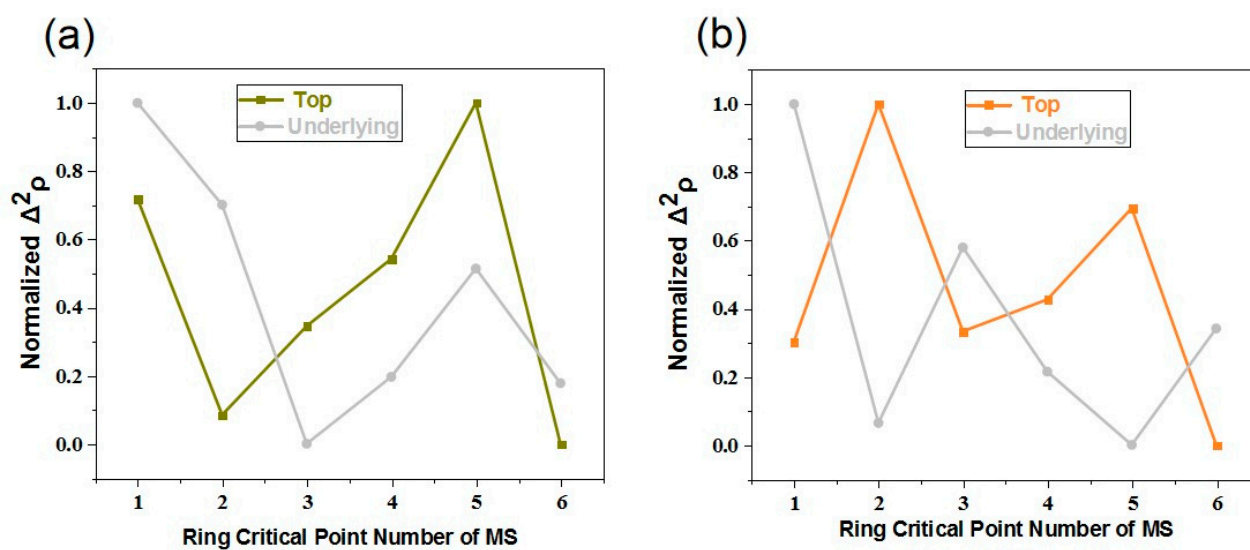 (a)
Top
Underlying
1.0
0.8
0.6
0.4
0.2
0.0
Normalized Δ²ρ
1 2 3 4 5 6
Ring Critical Point Number of MS
(b)
Top
Underlying
1.0
0.8
0.6
0.4
0.2
0.0
Normalized Δ²ρ
1 2 3 4 5 6
Ring Critical Point Number of MS